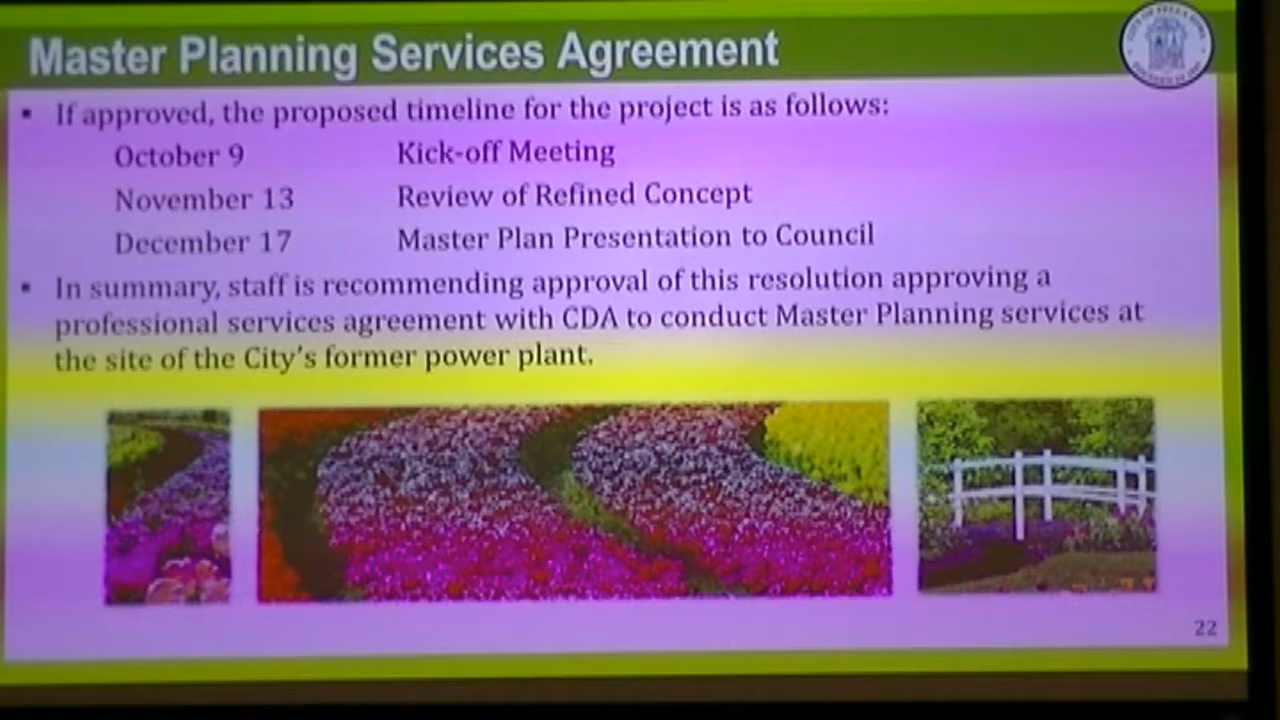 Master Planning Services Agreement
▪ If approved, the proposed timeline for the project is as follows:
October 9 Kick-off Meeting
November 13 Review of Refined Concept
December 17 Master Plan Presentation to Council
▪ In summary, staff is recommending approval of this resolution approving a
professional services agreement with CDA to conduct Master Planning services at
the site of the City's former power plant.
22